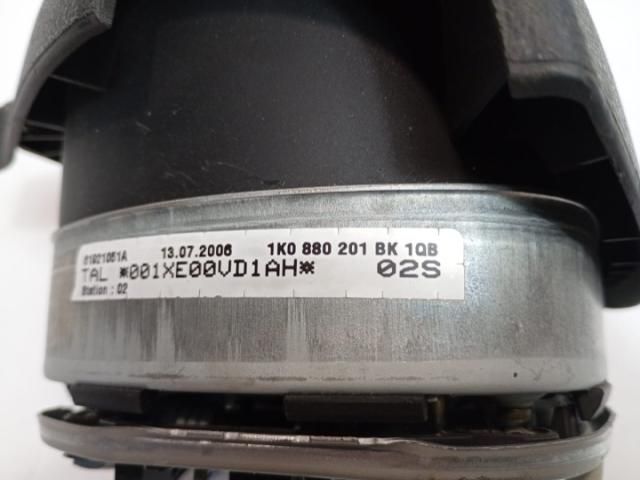 61921051A 13.07.2006 1K0 880 201 BK 1QB
TAL *001XE00VD1AH* 02S
Station : 02